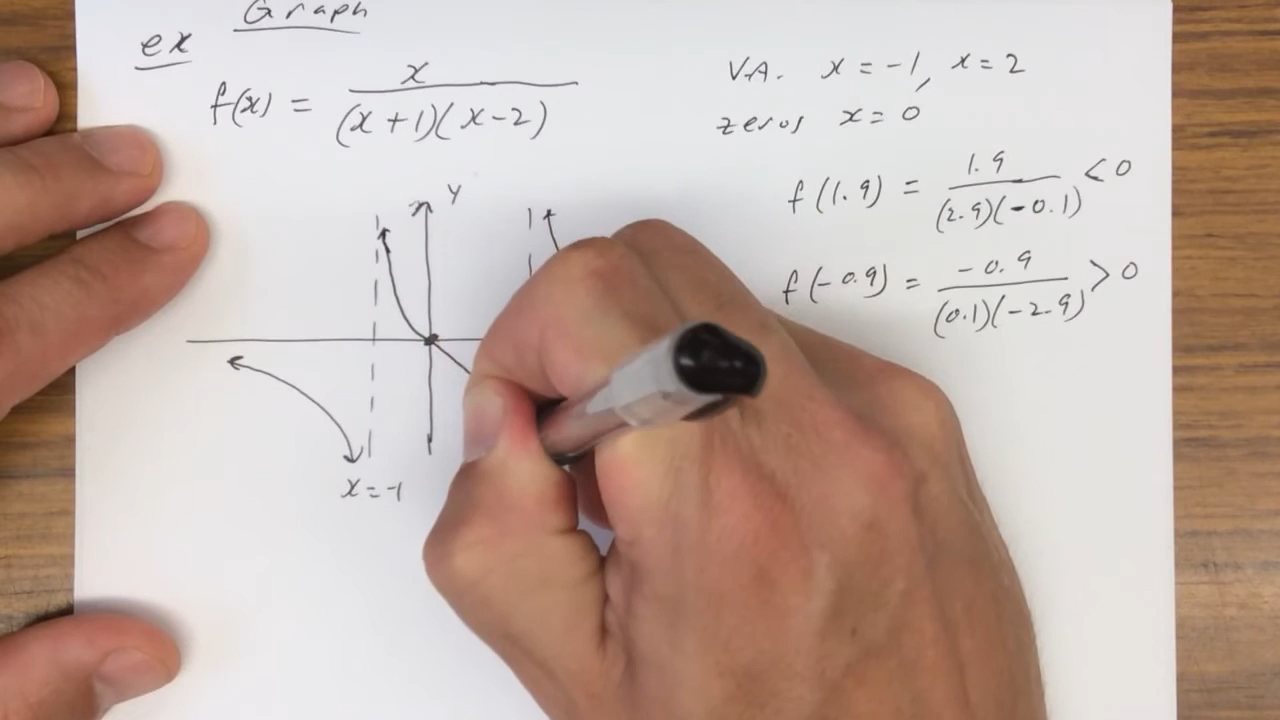 Graph
ex
f(x) = x / (x+1)(x-2)
V.A. x = -1, x = 2
zeros x = 0
f(1.9) = 1.9 / (2.9)(-0.1) < 0
f(-0.9) = -0.9 / (0.1)(-2.9) > 0
y
x = -1